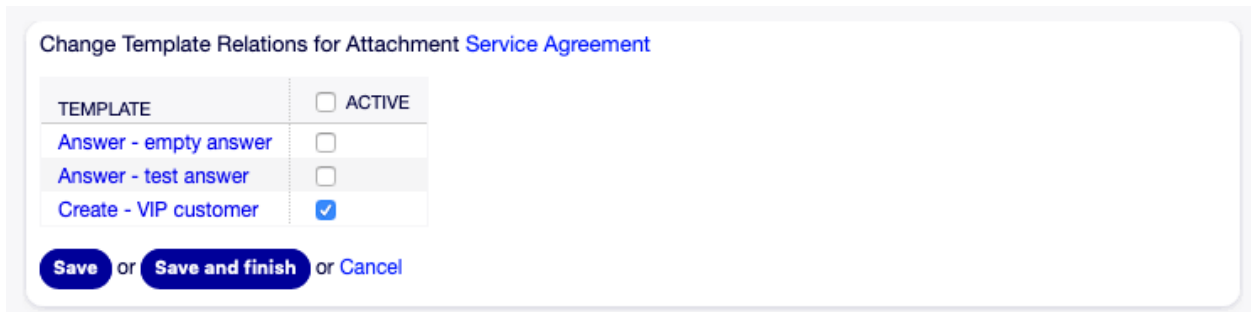 Change Template Relations for Attachment Service Agreement
TEMPLATE ACTIVE
Answer - empty answer
Answer - test answer
Create - VIP customer
Save or Save and finish or Cancel